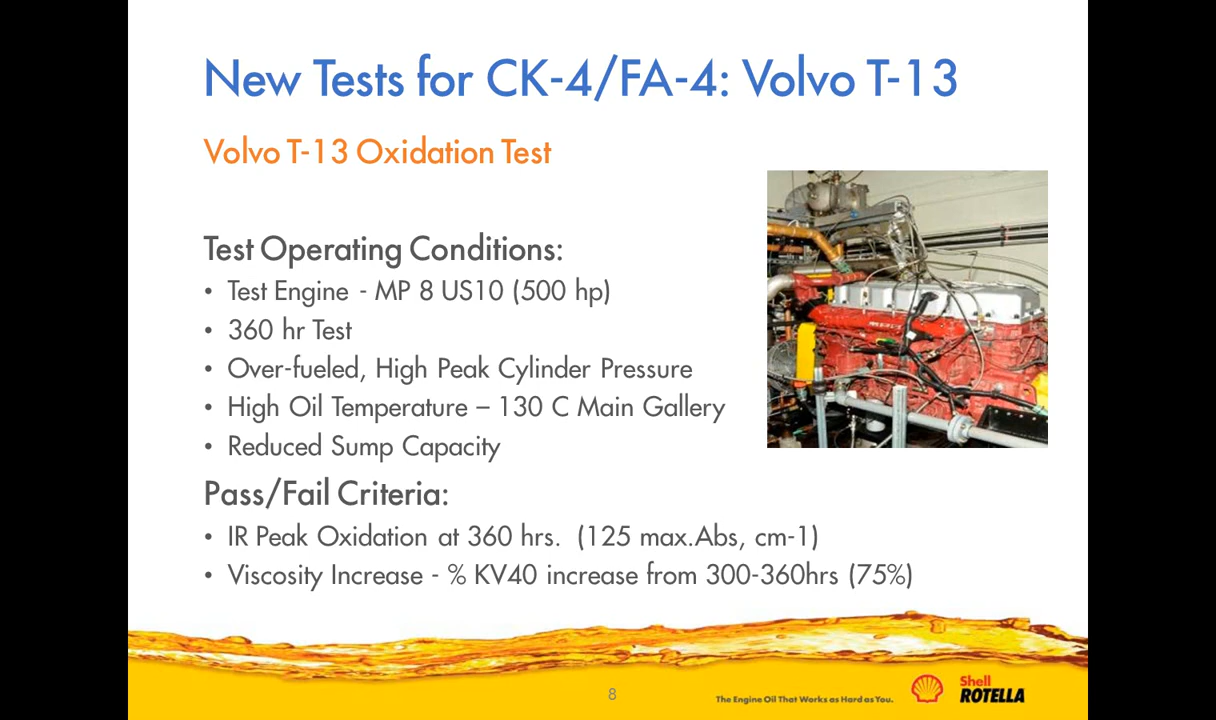 New Tests for CK-4/FA-4: Volvo T-13
Volvo T-13 Oxidation Test
Test Operating Conditions:
• Test Engine - MP 8 US10 (500 hp)
• 360 hr Test
• Over-fueled, High Peak Cylinder Pressure
• High Oil Temperature – 130 C Main Gallery
• Reduced Sump Capacity
Pass/Fail Criteria:
• IR Peak Oxidation at 360 hrs. (125 max.Abs, cm-1)
• Viscosity Increase - % KV40 increase from 300-360hrs (75%)
8
The Engine Oil That Works as Hard as You.
Shell
ROTELLA